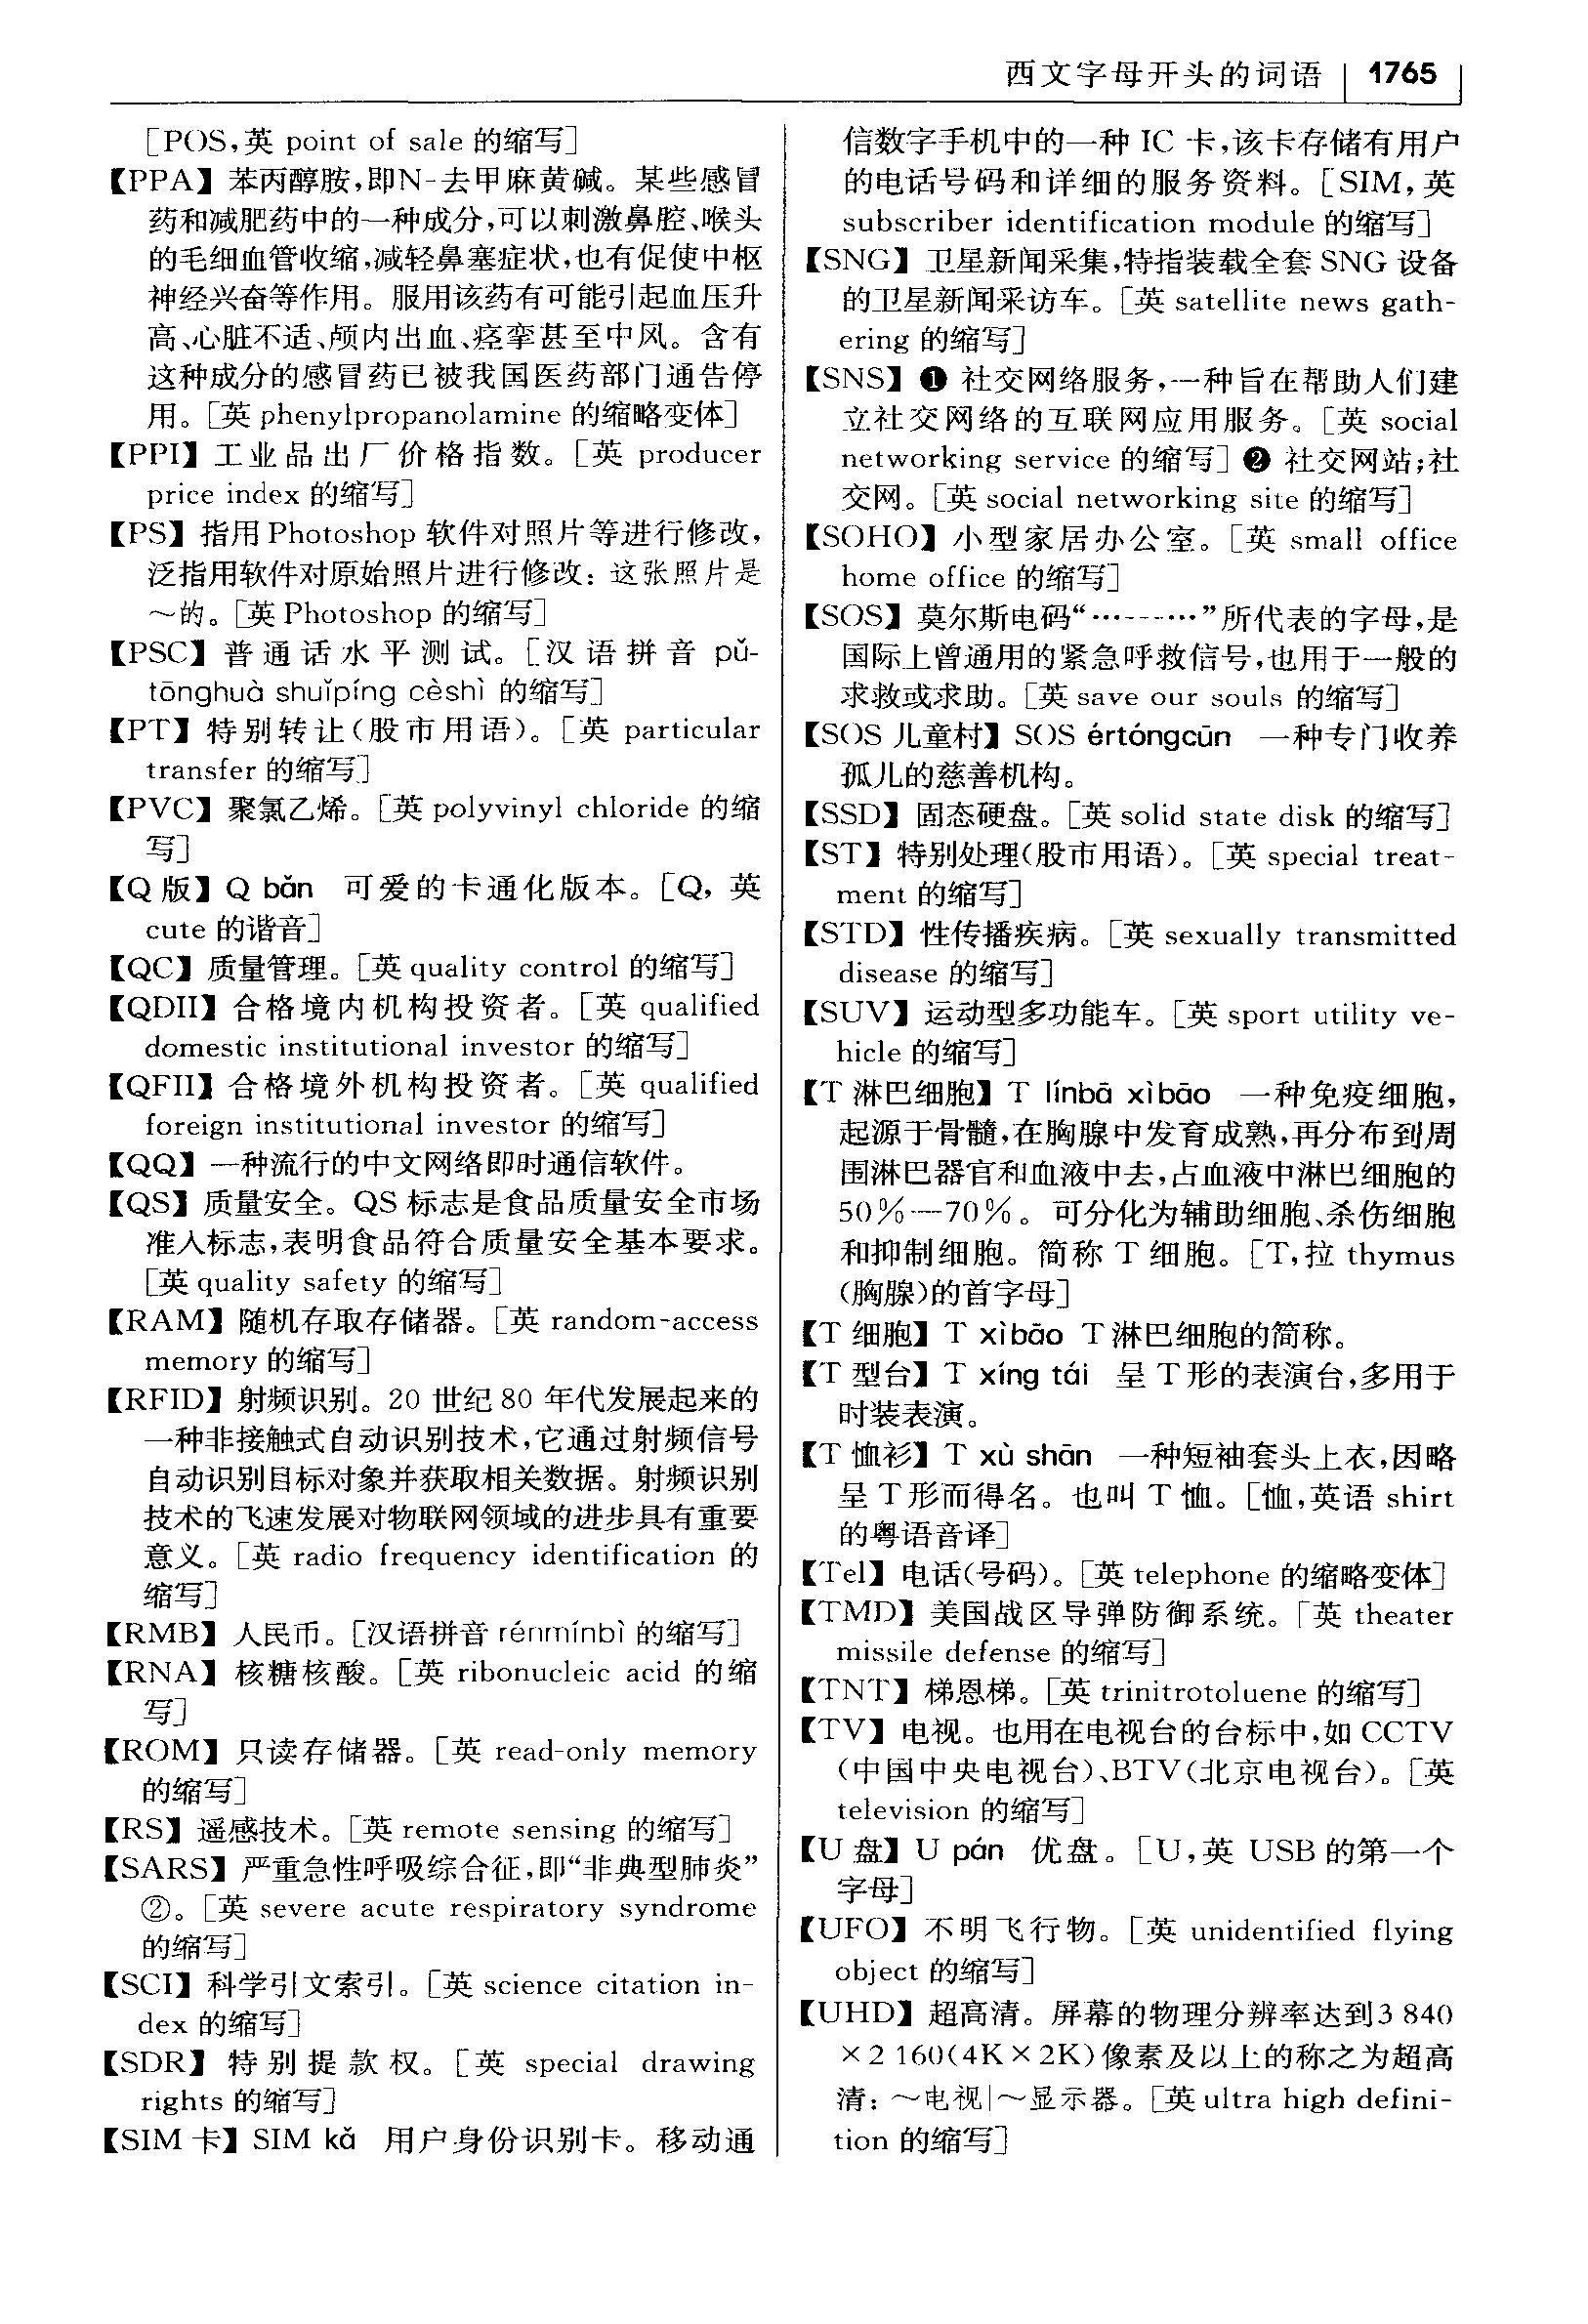 西文字母开头的词语 1765
[POS,英 point of sale 的缩写]
【PPA】苯丙醇胺,即N-去甲麻黄碱。某些感冒
药和减肥药中的一种成分,可以刺激鼻腔、喉头
的毛细血管收缩,减轻鼻塞症状,也有促使中枢
神经兴奋等作用。服用该药有可能引起血压升
高、心脏不适、颅内出血、痉挛甚至中风。含有
这种成分的感冒药已被我国医药部门通告停
用。[英 phenylpropanolamine 的缩略变体]
【PPI】工业品出厂价格指数。[英 producer
price index 的缩写]
【PS】指用Photoshop 软件对照片等进行修改,
泛指用软件对原始照片进行修改:这张照片是
～的。[英 Photoshop 的缩写]
【PSC】普通话水平测试。[汉语拼音 pǔ-
tōnghuà shuǐpíng cèshì 的缩写]
【PT】特别转让(股市用语)。[英 particular
transfer 的缩写]
【PVC】聚氯乙烯。[英 polyvinyl chloride 的缩
写]
【Q 版】Q bǎn 可爱的卡通化版本。[Q, 英
cute 的谐音]
【QC】质量管理。[英 quality control 的缩写]
【QDII】合格境内机构投资者。[英 qualified
domestic institutional investor 的缩写]
【QFII】合格境外机构投资者。[英 qualified
foreign institutional investor 的缩写]
【QQ】一种流行的中文网络即时通信软件。
【QS】质量安全。QS 标志是食品质量安全市场
准入标志,表明食品符合质量安全基本要求。
[英 quality safety 的缩写]
【RAM】随机存取存储器。[英 random-access
memory 的缩写]
【RFID】射频识别。20 世纪 80 年代发展起来的
一种非接触式自动识别技术,它通过射频信号
自动识别目标对象并获取相关数据。射频识别
技术的飞速发展对物联网领域的进步具有重要
意义。[英 radio frequency identification 的
缩写]
【RMB】人民币。[汉语拼音 rénmínbì 的缩写]
【RNA】核糖核酸。[英 ribonucleic acid 的缩
写]
【ROM】只读存储器。[英 read-only memory
的缩写]
【RS】遥感技术。[英 remote sensing 的缩写]
【SARS】严重急性呼吸综合征,即“非典型肺炎”
②。[英 severe acute respiratory syndrome
的缩写]
【SCI】科学引文索引。[英 science citation in-
dex 的缩写]
【SDR】特别提款权。[英 special drawing
rights 的缩写]
【SIM 卡】SIM kǎ 用户身份识别卡。移动通
信数字手机中的一种 IC 卡,该卡存储有用户
的电话号码和详细的服务资料。[SIM,英
subscriber identification module 的缩写]
【SNG】卫星新闻采集,特指装载全套 SNG 设备
的卫星新闻采访车。[英 satellite news gath-
ering 的缩写]
【SNS】❶ 社交网络服务,一种旨在帮助人们建
立社交网络的互联网应用服务。[英 social
networking service 的缩写] ❷ 社交网站;社
交网。[英 social networking site 的缩写]
【SOHO】小型家居办公室。[英 small office
home office 的缩写]
【SOS】莫尔斯电码“···---···”所代表的字母,是
国际上曾通用的紧急呼救信号,也用于一般的
求救或求助。[英 save our souls 的缩写]
【SOS 儿童村】SOS értóngcūn 一种专门收养
孤儿的慈善机构。
【SSD】固态硬盘。[英 solid state disk 的缩写]
【ST】特别处理(股市用语)。[英 special treat-
ment 的缩写]
【STD】性传播疾病。[英 sexually transmitted
disease 的缩写]
【SUV】运动型多功能车。[英 sport utility ve-
hicle 的缩写]
【T 淋巴细胞】T línbā xìbāo 一种免疫细胞,
起源于骨髓,在胸腺中发育成熟,再分布到周
围淋巴器官和血液中去,占血液中淋巴细胞的
50%—70%。可分化为辅助细胞、杀伤细胞
和抑制细胞。简称 T 细胞。[T,拉 thymus
(胸腺)的首字母]
【T 细胞】T xìbāo T 淋巴细胞的简称。
【T 型台】T xíng tái 呈 T 形的表演台,多用于
时装表演。
【T 恤衫】T xù shān 一种短袖套头上衣,因略
呈 T 形而得名。也叫 T 恤。[恤,英语 shirt
的粤语音译]
【Tel】电话(号码)。[英 telephone 的缩略变体]
【TMD】美国战区导弹防御系统。[英 theater
missile defense 的缩写]
【TNT】梯恩梯。[英 trinitrotoluene 的缩写]
【TV】电视。也用在电视台的台标中,如 CCTV
(中国中央电视台)、BTV(北京电视台)。[英
television 的缩写]
【U 盘】U pán 优盘。[U,英 USB 的第一个
字母]
【UFO】不明飞行物。[英 unidentified flying
object 的缩写]
【UHD】超高清。屏幕的物理分辨率达到3 840
×2 160(4K×2K)像素及以上的称之为超高
清:～电视|～显示器。[英 ultra high defini-
tion 的缩写]